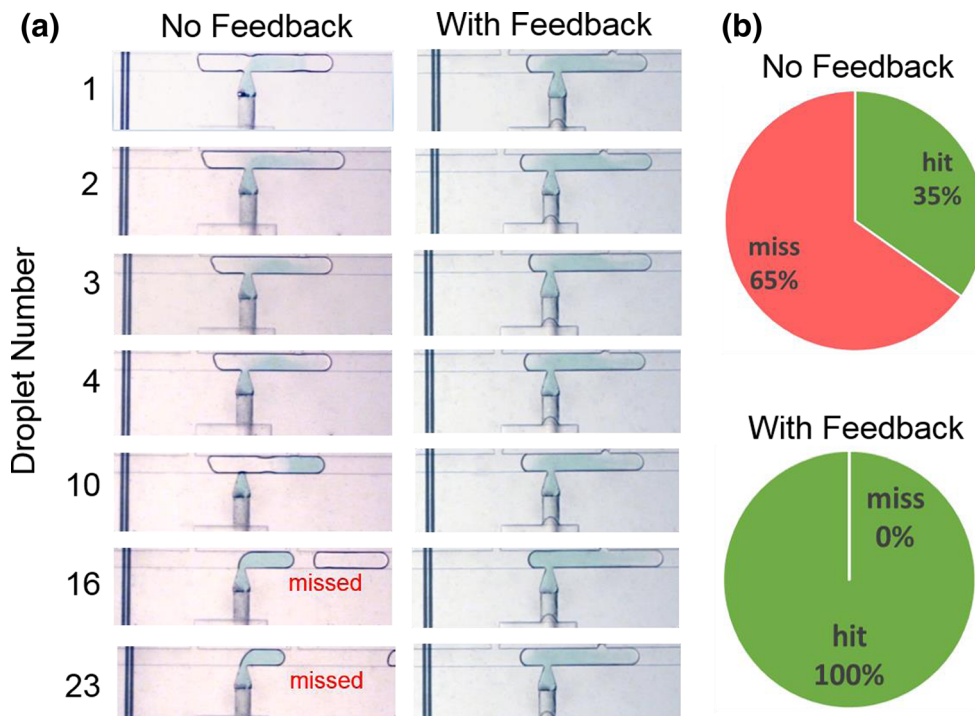 (a)
No Feedback
With Feedback
Droplet Number
1
2
3
4
10
16
missed
23
missed
(b)
No Feedback
hit
35%
miss
65%
With Feedback
miss
0%
hit
100%